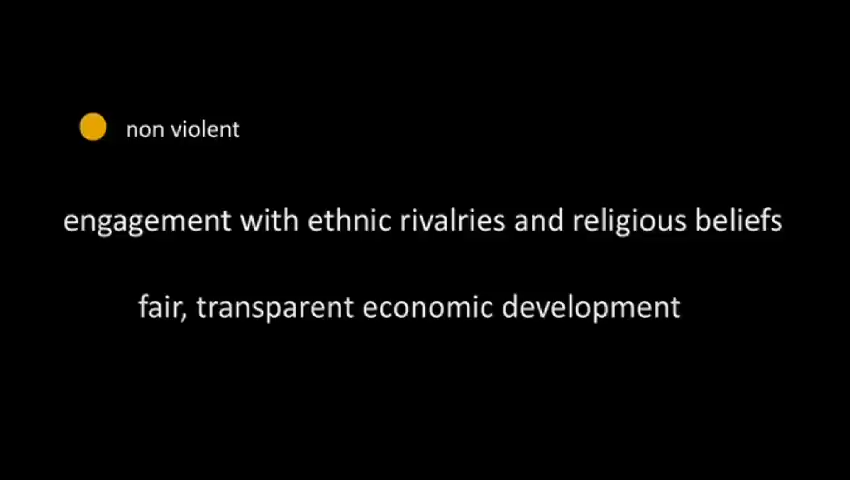 non violent
engagement with ethnic rivalries and religious beliefs
fair, transparent economic development